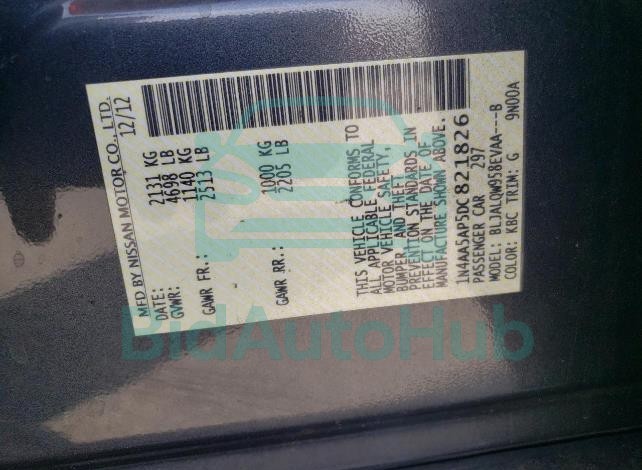 MFD BY NISSAN MOTOR CO., LTD.
DATE: 12/12
GVWR: 2131 KG
4698 LB
GAWR FR: 1140 KG
2513 LB
GAWR RR: 1000 KG
2205 LB
THIS VEHICLE CONFORMS TO
ALL APPLICABLE FEDERAL
MOTOR VEHICLE SAFETY,
BUMPER AND THEFT
PREVENTION STANDARDS IN
EFFECT ON THE DATE OF
MANUFACTURE SHOWN ABOVE.
1N4AA5AP5DC821826
PASSENGER CAR 297
MODEL: BLJALQW958EVAA---B
COLOR: KBC TRIM: G 9N00A
BidAutoHub